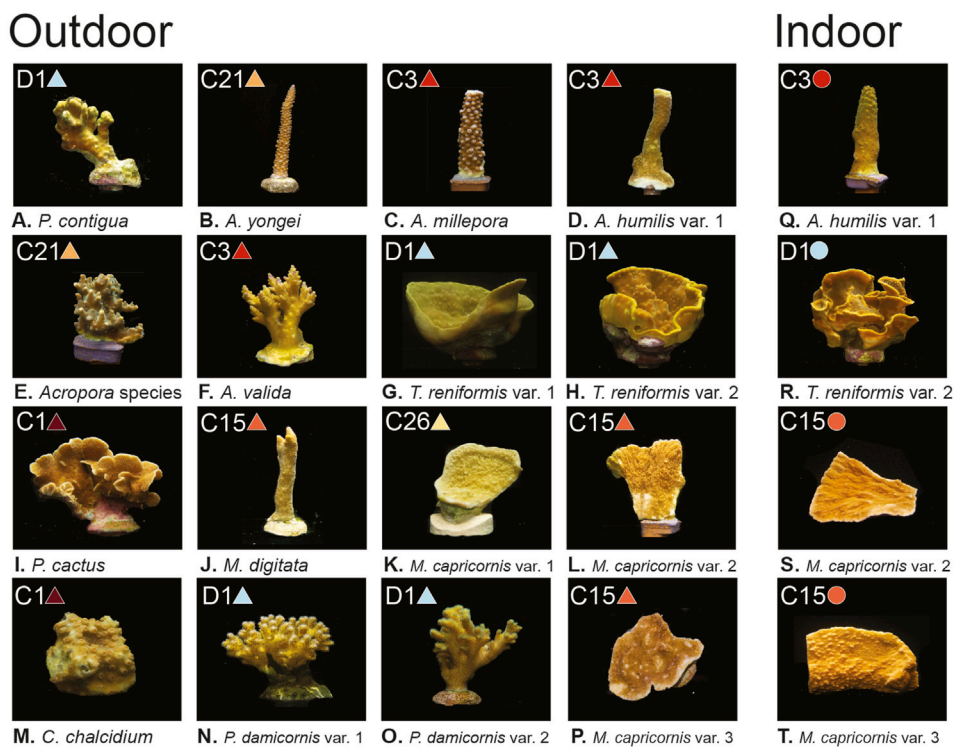 Outdoor Indoor
D1 C21 C3 C3 C3
A. P. contigua B. A. yongei C. A. millepora D. A. humilis var. 1 Q. A. humilis var. 1
C21 C3 D1 D1 D1
E. Acropora species F. A. valida G. T. reniformis var. 1 H. T. reniformis var. 2 R. T. reniformis var. 2
C1 C15 C26 C15 C15
I. P. cactus J. M. digitata K. M. capricornis var. 1 L. M. capricornis var. 2 S. M. capricornis var. 2
C1 D1 D1 C15 C15
M. C. chalcidium N. P. damicornis var. 1 O. P. damicornis var. 2 P. M. capricornis var. 3 T. M. capricornis var. 3